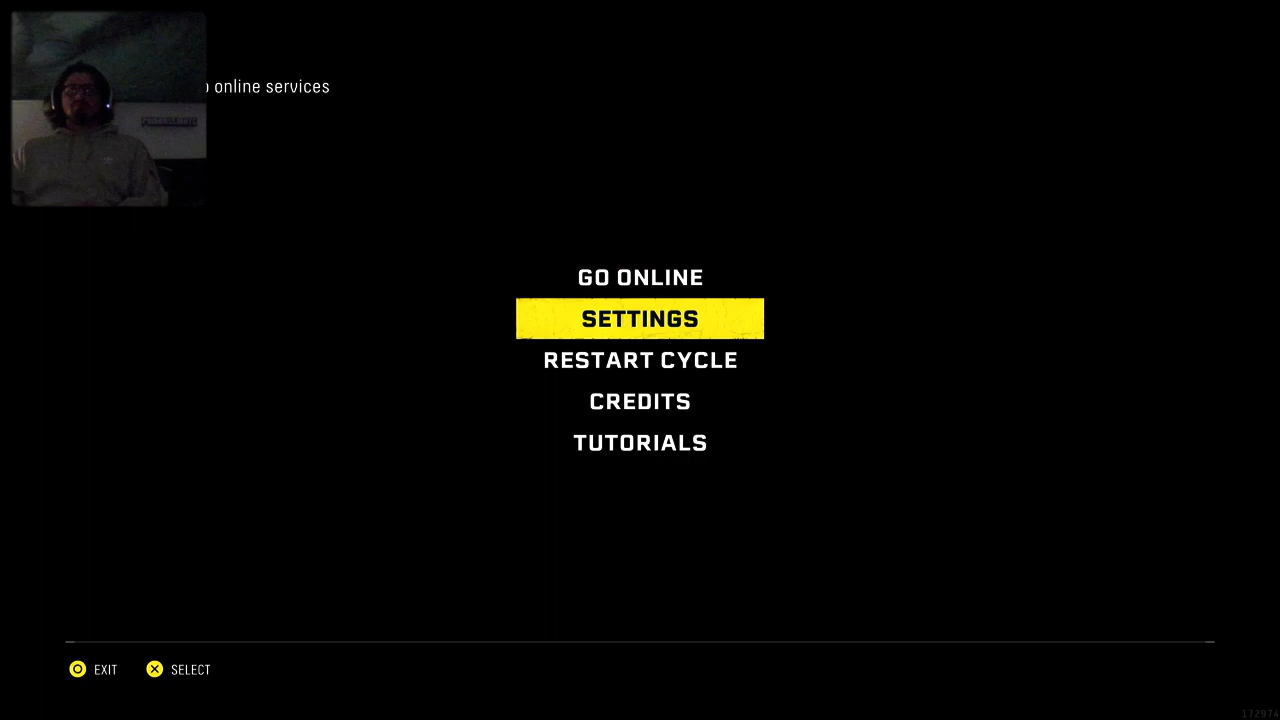 online services
GO ONLINE
SETTINGS
RESTART CYCLE
CREDITS
TUTORIALS
EXIT SELECT